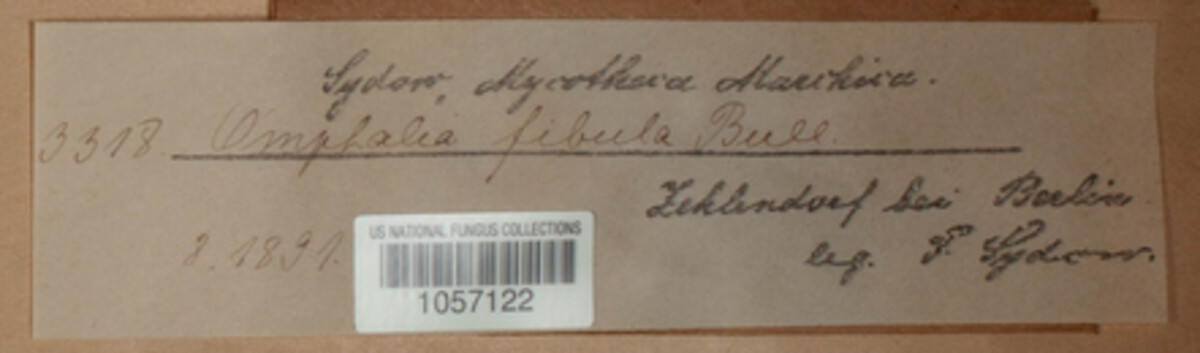 Sydow, Mycotheca Marchica.
3318. Omphalia fibula Bull.
Zehlendorf bei Berlin
8.1891.
leg. P. Sydow.
US NATIONAL FUNGUS COLLECTIONS
1057122